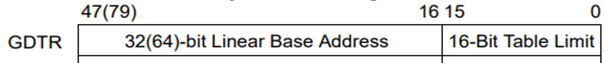 47(79) 16 15 0
GDTR 32(64)-bit Linear Base Address 16-Bit Table Limit